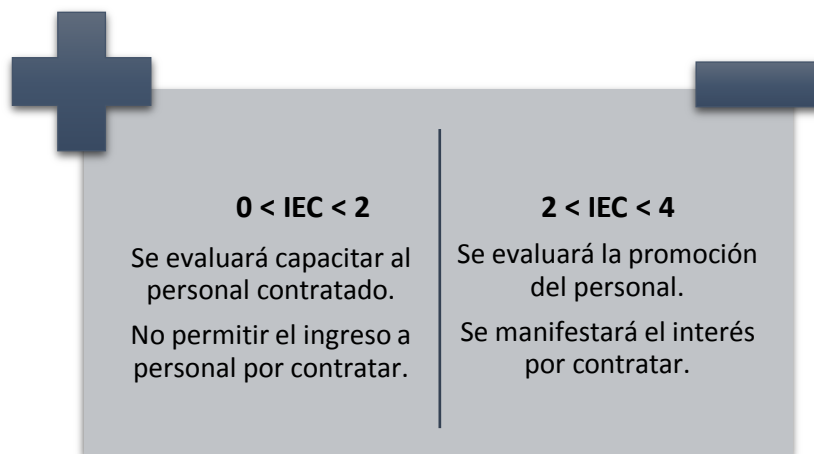 0 < IEC < 2
Se evaluará capacitar al
personal contratado.
No permitir el ingreso a
personal por contratar.
2 < IEC < 4
Se evaluará la promoción
del personal.
Se manifestará el interés
por contratar.